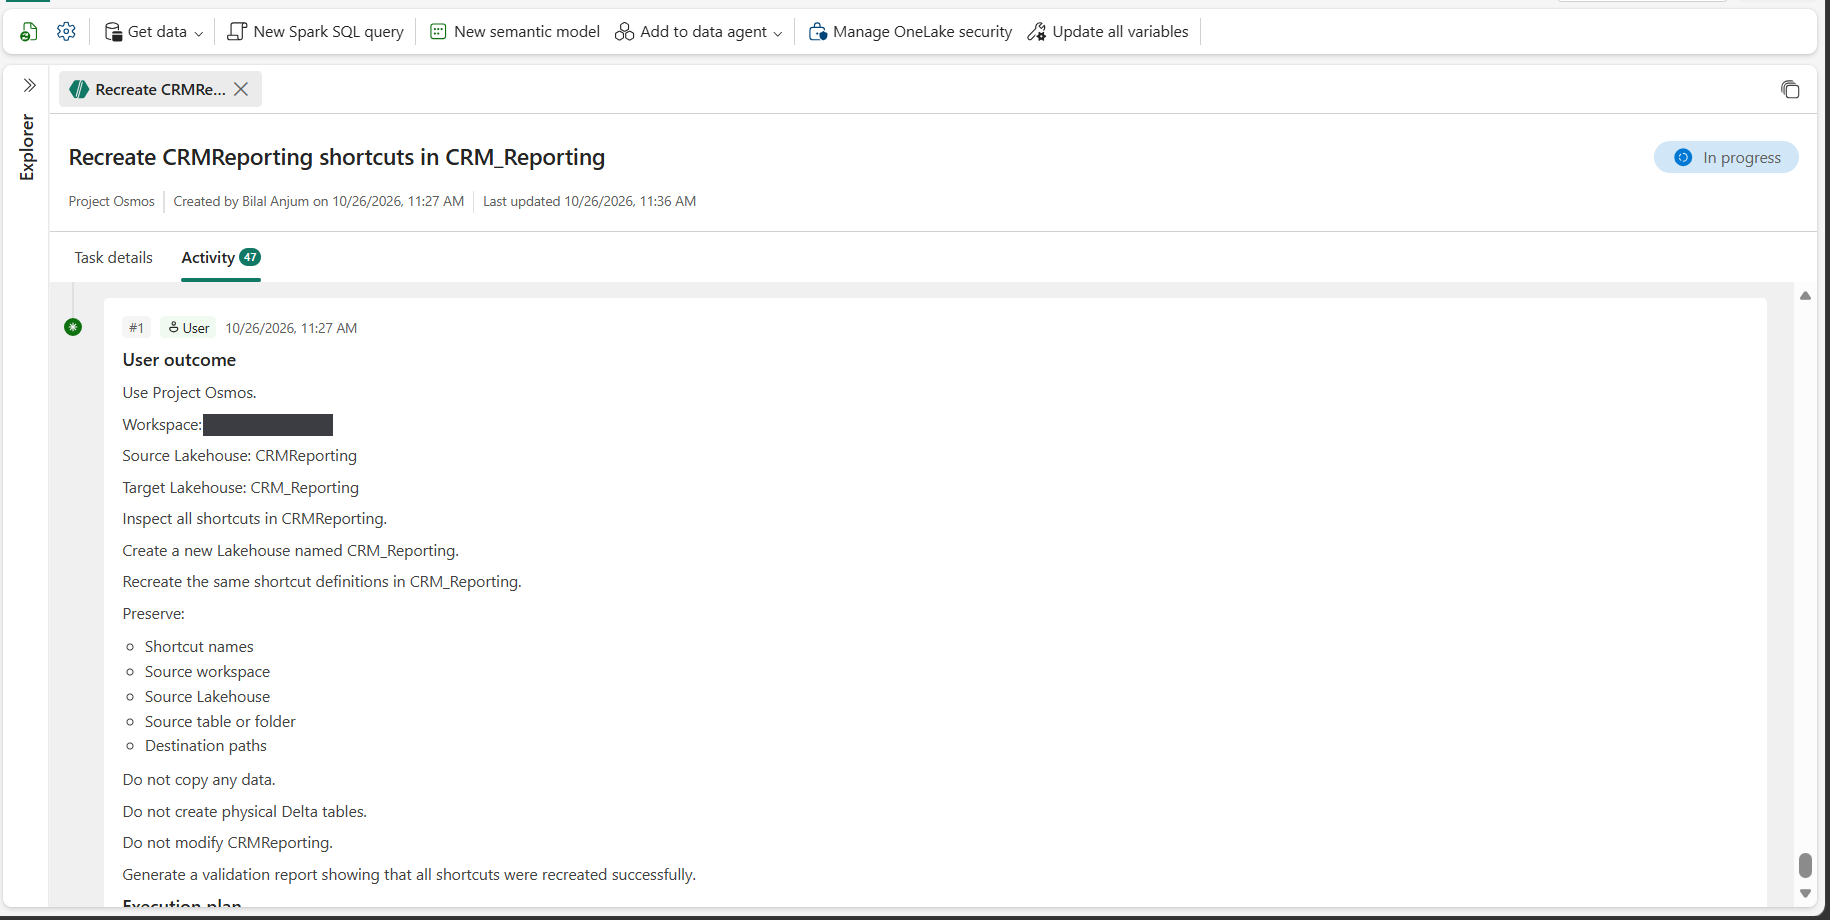 Get data
New Spark SQL query
New semantic model
Add to data agent
Manage OneLake security
Update all variables
Explorer
Recreate CRMRe...
Recreate CRMReporting shortcuts in CRM_Reporting
In progress
Project Osmos
Created by Bilal Anjum on 10/26/2026, 11:27 AM
Last updated 10/26/2026, 11:36 AM
Task details
Activity 47
#1 User 10/26/2026, 11:27 AM
User outcome
Use Project Osmos.
Workspace:
Source Lakehouse: CRMReporting
Target Lakehouse: CRM_Reporting
Inspect all shortcuts in CRMReporting.
Create a new Lakehouse named CRM_Reporting.
Recreate the same shortcut definitions in CRM_Reporting.
Preserve:
Shortcut names
Source workspace
Source Lakehouse
Source table or folder
Destination paths
Do not copy any data.
Do not create physical Delta tables.
Do not modify CRMReporting.
Generate a validation report showing that all shortcuts were recreated successfully.
Execution plan